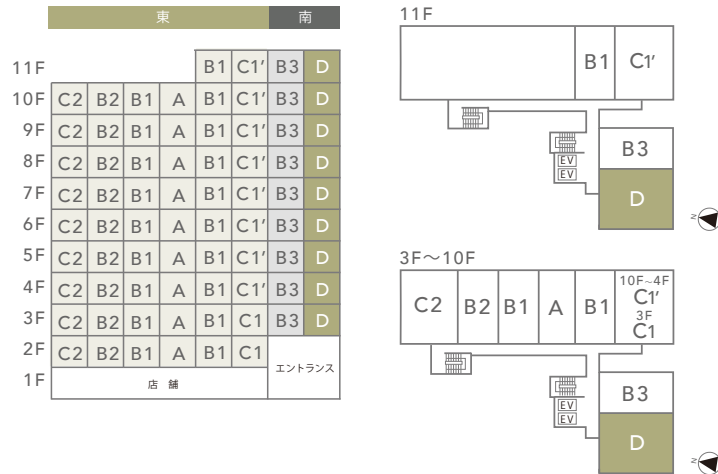 東 南
11F B1 C1' B3 D
10F C2 B2 B1 A B1 C1' B3 D
9F C2 B2 B1 A B1 C1' B3 D
8F C2 B2 B1 A B1 C1' B3 D
7F C2 B2 B1 A B1 C1' B3 D
6F C2 B2 B1 A B1 C1' B3 D
5F C2 B2 B1 A B1 C1' B3 D
4F C2 B2 B1 A B1 C1' B3 D
3F C2 B2 B1 A B1 C1 B3 D
2F C2 B2 B1 A B1 C1
エントランス
1F 店 舗
11F
B1 C1'
EV
EV
B3
D
N
3F〜10F
C2 B2 B1 A B1
10F~4F
C1'
3F
C1
EV
EV
B3
D
N